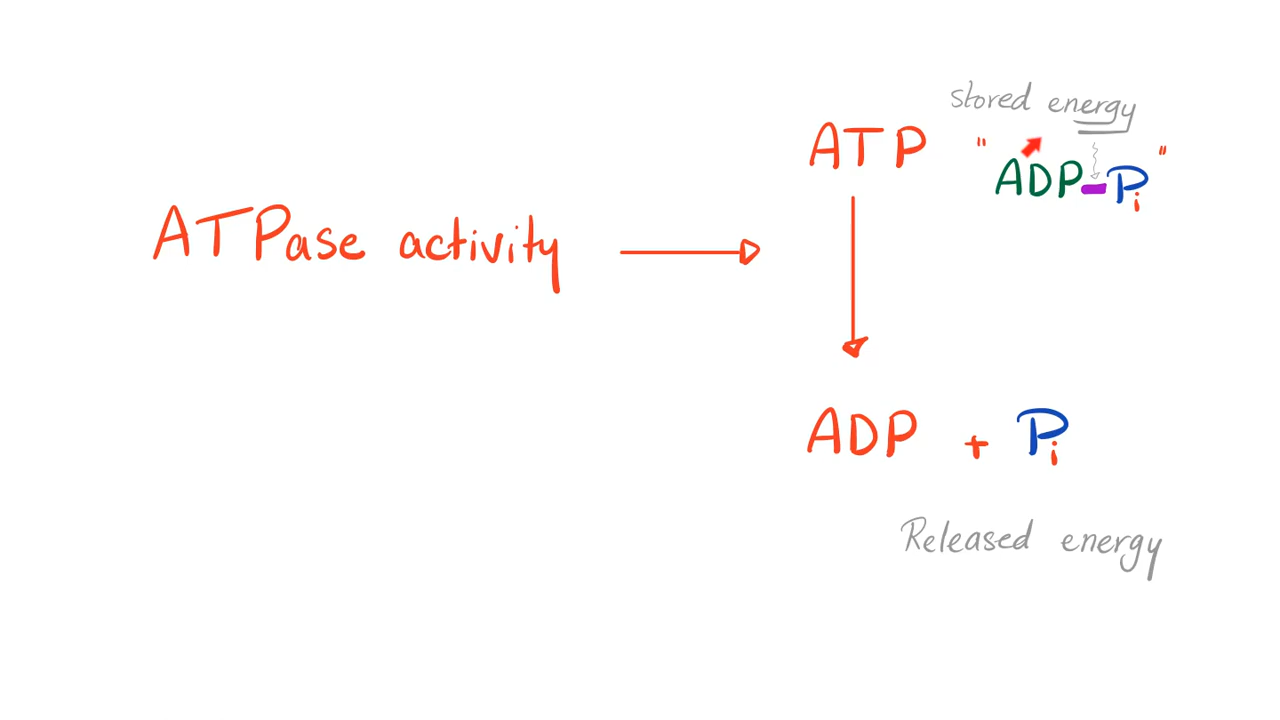 stored energy
ATP " ADP-Pi "
ATPase activity
ADP + Pi
Released energy